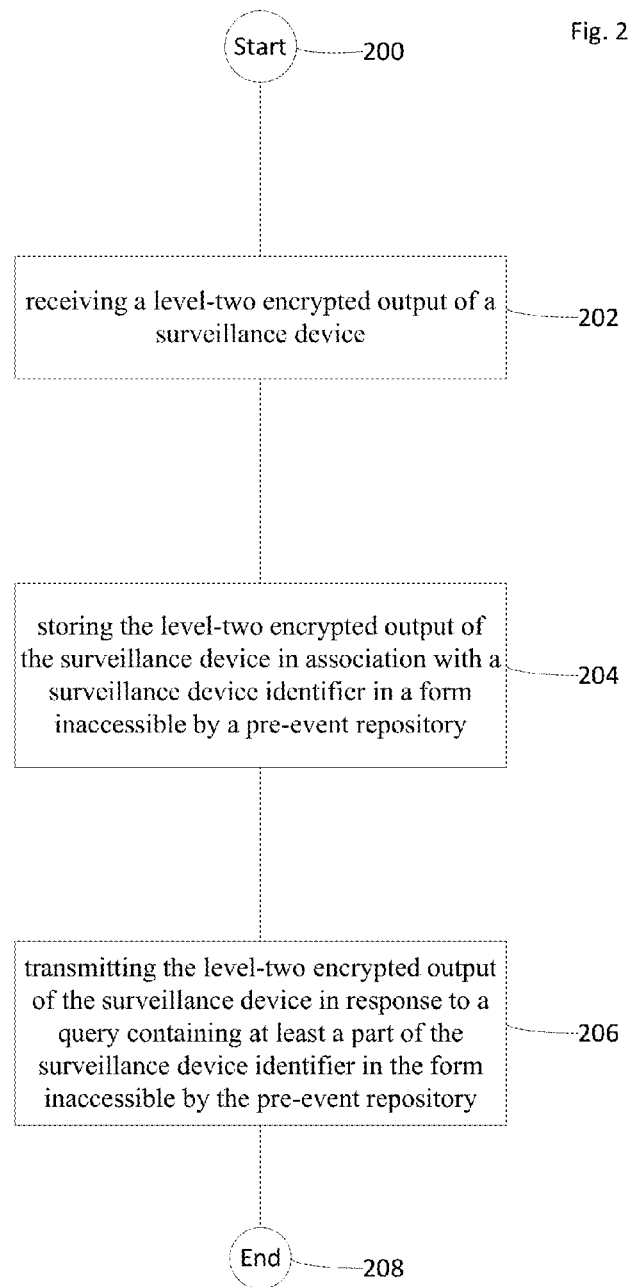 Fig. 2
Start
200
receiving a level-two encrypted output of a
surveillance device
202
storing the level-two encrypted output of
the surveillance device in association with a
surveillance device identifier in a form
inaccessible by a pre-event repository
204
transmitting the level-two encrypted output
of the surveillance device in response to a
query containing at least a part of the
surveillance device identifier in the form
inaccessible by the pre-event repository
206
End
208